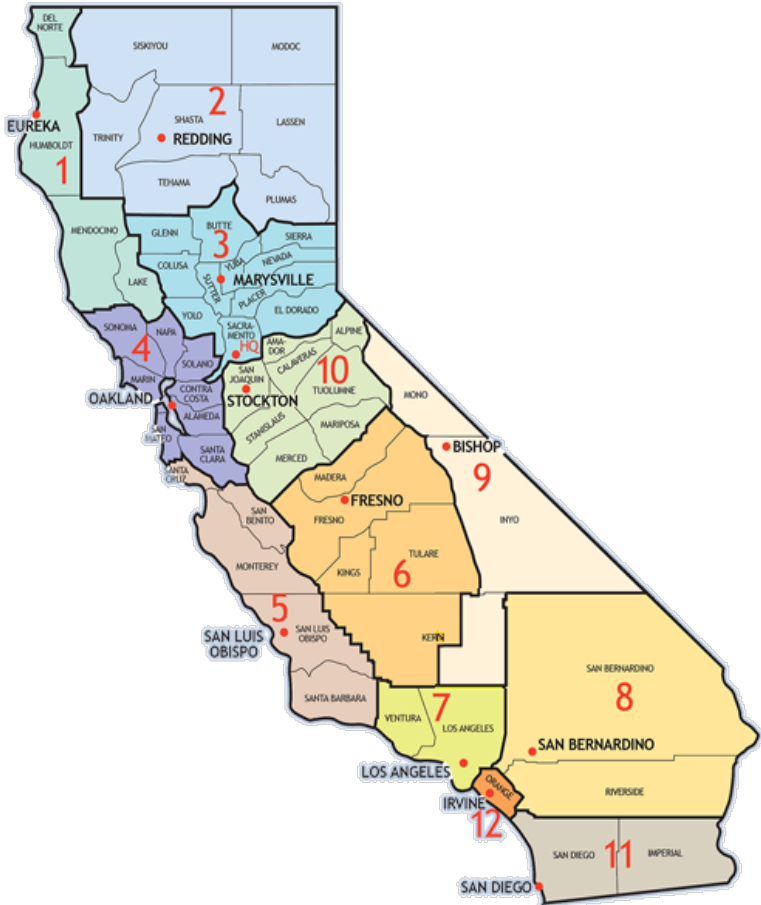 DEL
NORTE
SISKIYOU
MODOC
2
SHASTA
LASSEN
EUREKA
TRINITY
REDDING
HUMBOLDT
1
TEHAMA
PLUMAS
MENDOCINO
GLENN
BUTTE
3
SIERRA
COLUSA
YUBA
NEVADA
LAKE
SUTTER
MARYSVILLE
PLACER
YOLO
EL DORADO
SONOMA
NAPA
4
SACRA-
MENTO
HQ
AMA-
DOR
ALPINE
SOLANO
CALAVERAS
MARIN
SAN
JOAQUIN
10
TUOLUMNE
OAKLAND
CONTRA
COSTA
STOCKTON
MONO
ALAMEDA
STANISLAUS
MARIPOSA
SAN
MATEO
SANTA
CLARA
MERCED
BISHOP
9
SANTA
CRUZ
MADERA
FRESNO
SAN
BENITO
FRESNO
INYO
MONTEREY
KINGS
TULARE
6
5
SAN LUIS
OBISPO
SAN LUIS
OBISPO
KERN
SAN BERNARDINO
8
SANTA BARBARA
VENTURA
7
LOS ANGELES
SAN BERNARDINO
LOS ANGELES
ORANGE
IRVINE
12
RIVERSIDE
SAN DIEGO
11
IMPERIAL
SAN DIEGO